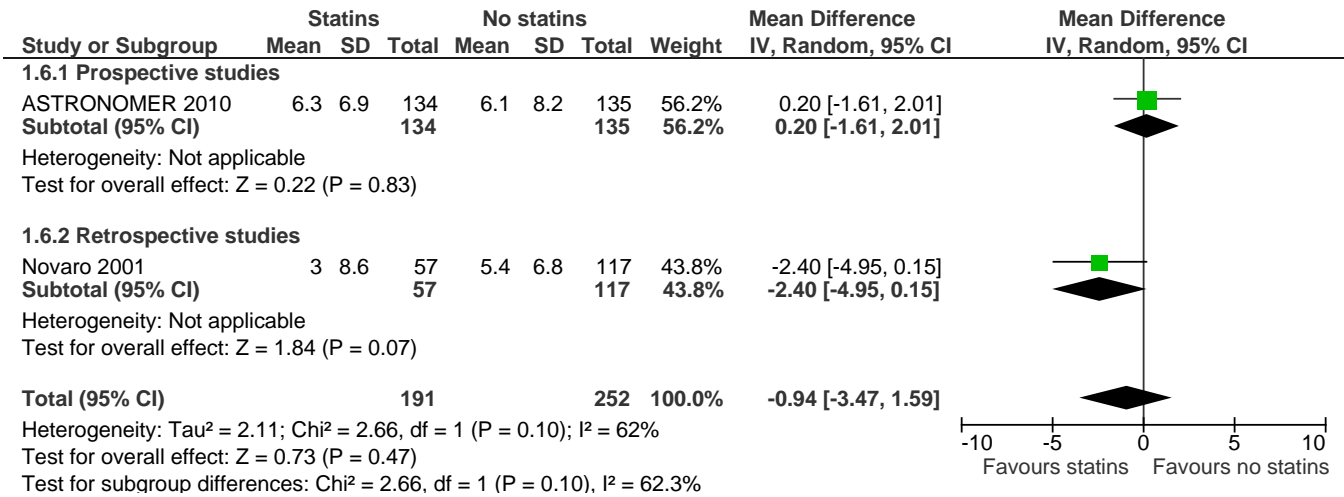 Statins No statins Mean Difference Mean Difference
Study or Subgroup Mean SD Total Mean SD Total Weight IV, Random, 95% CI IV, Random, 95% CI
1.6.1 Prospective studies
ASTRONOMER 2010 6.3 6.9 134 6.1 8.2 135 56.2% 0.20 [-1.61, 2.01]
Subtotal (95% CI) 134 135 56.2% 0.20 [-1.61, 2.01]
Heterogeneity: Not applicable
Test for overall effect: Z = 0.22 (P = 0.83)
1.6.2 Retrospective studies
Novaro 2001 3 8.6 57 5.4 6.8 117 43.8% -2.40 [-4.95, 0.15]
Subtotal (95% CI) 57 117 43.8% -2.40 [-4.95, 0.15]
Heterogeneity: Not applicable
Test for overall effect: Z = 1.84 (P = 0.07)
Total (95% CI) 191 252 100.0% -0.94 [-3.47, 1.59]
Heterogeneity: Tau² = 2.11; Chi² = 2.66, df = 1 (P = 0.10); I² = 62%
Test for overall effect: Z = 0.73 (P = 0.47)
Test for subgroup differences: Chi² = 2.66, df = 1 (P = 0.10), I² = 62.3%
-10 -5 0 5 10
Favours statins Favours no statins